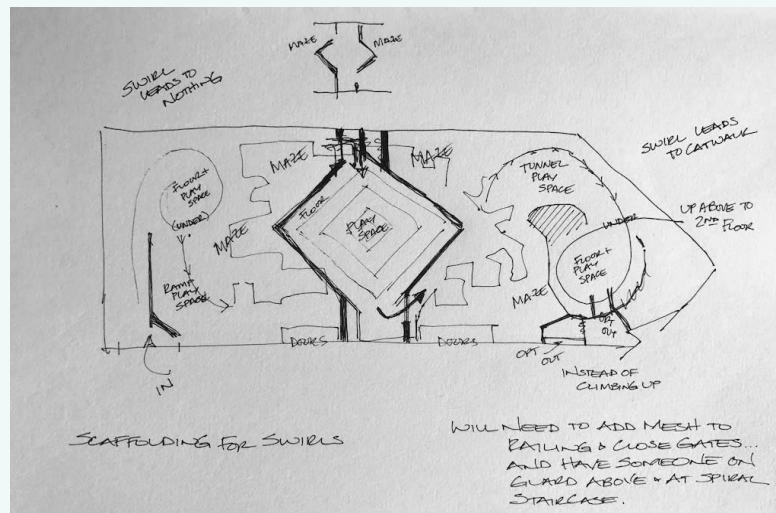 MAZE
MAZE
SWIRL
LEADS TO
NOTHING
SWIRL LEADS
TO CATWALK
MAZE
MAZE
TUNNEL
PLAY
SPACE
FLOOR +
PLAY
SPACE
(UNDER)
FLOOR
PLAY
SPACE
MAZE
UNDER
UP ABOVE TO
2ND FLOOR
FLOOR +
PLAY
SPACE
RAMP
PLAY
SPACE
MAZE
OPT
OUT
DOORS
DOORS
OPT
OUT
IN
INSTEAD OF
CLIMBING UP
SCAFFOLDING FOR SWIRLS
WILL NEED TO ADD MESH TO
RAILING & CLOSE GATES...
AND HAVE SOMEONE ON
GUARD ABOVE & AT SPIRAL
STAIRCASE.